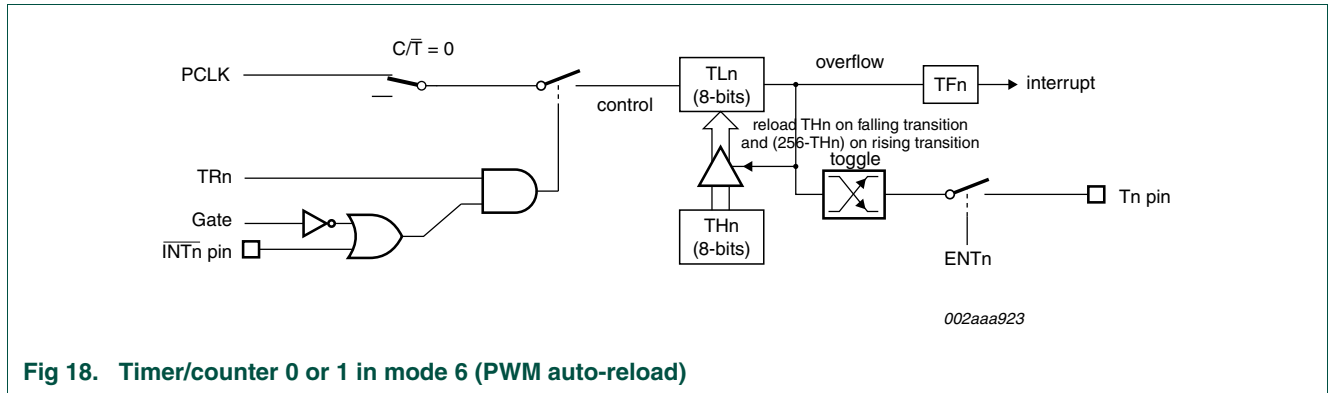 C/T̅ = 0
PCLK
control
TLn
(8-bits)
overflow
TFn
interrupt
reload THn on falling transition
and (256-THn) on rising transition
toggle
TRn
Gate
I̅N̅T̅n̅ pin
THn
(8-bits)
Tn pin
ENTn
002aaa923
Fig 18. Timer/counter 0 or 1 in mode 6 (PWM auto-reload)